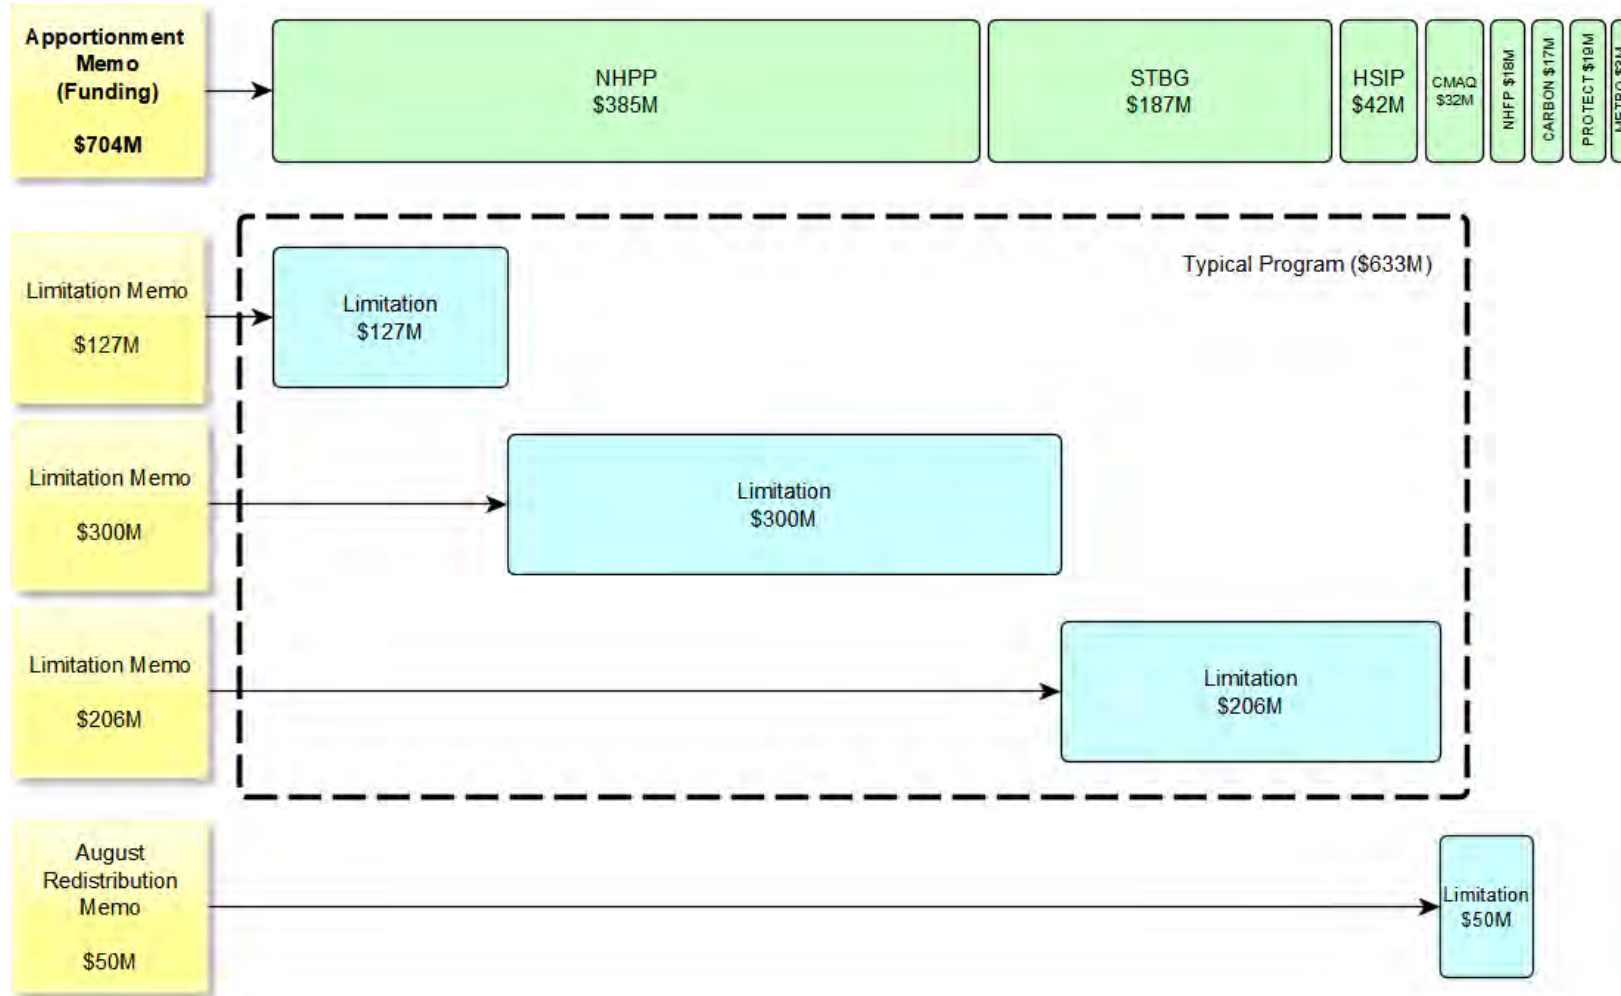 Apportionment
Memo
(Funding)
$704M
NHPP
$385M
STBG
$187M
HSIP
$42M
CMAQ
$32M
NHFP $18M
CARBON $17M
PROTECT $19M
METRO $3M
Typical Program ($633M)
Limitation Memo
$127M
Limitation
$127M
Limitation Memo
$300M
Limitation
$300M
Limitation Memo
$206M
Limitation
$206M
August
Redistribution
Memo
$50M
Limitation
$50M